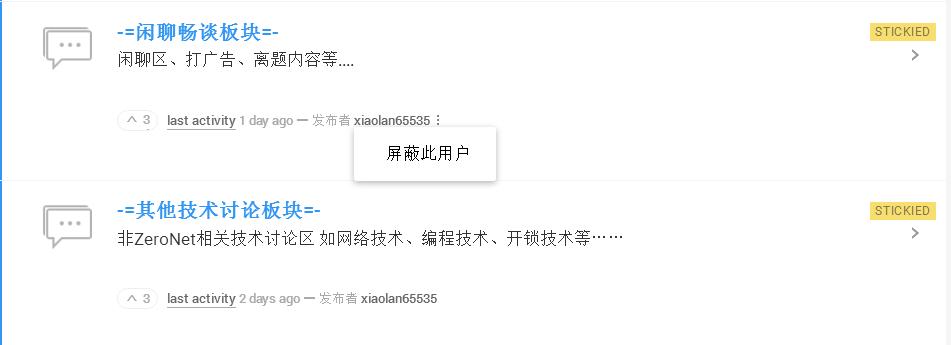 -=闲聊畅谈板块=-
STICKIED
闲聊区、打广告、离题内容等....
3 last activity 1 day ago — 发布者 xiaolan65535
屏蔽此用户
-=其他技术讨论板块=-
STICKIED
非ZeroNet相关技术讨论区 如网络技术、编程技术、开锁技术等……
3 last activity 2 days ago — 发布者 xiaolan65535